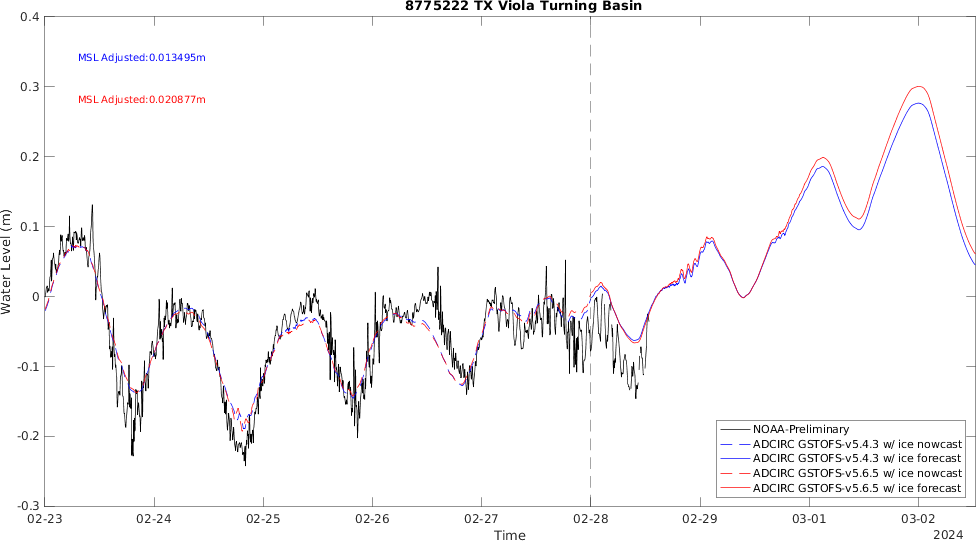 8775222 TX Viola Turning Basin
MSL Adjusted:0.013495m
MSL Adjusted:0.020877m
Water Level (m)
0.4
0.3
0.2
0.1
0
-0.1
-0.2
-0.3
NOAA-Preliminary
ADCIRC GSTOFS-v5.4.3 w/ ice nowcast
ADCIRC GSTOFS-v5.4.3 w/ ice forecast
ADCIRC GSTOFS-v5.6.5 w/ ice nowcast
ADCIRC GSTOFS-v5.6.5 w/ ice forecast
02-23 02-24 02-25 02-26 02-27 02-28 02-29 03-01 03-02
Time
2024